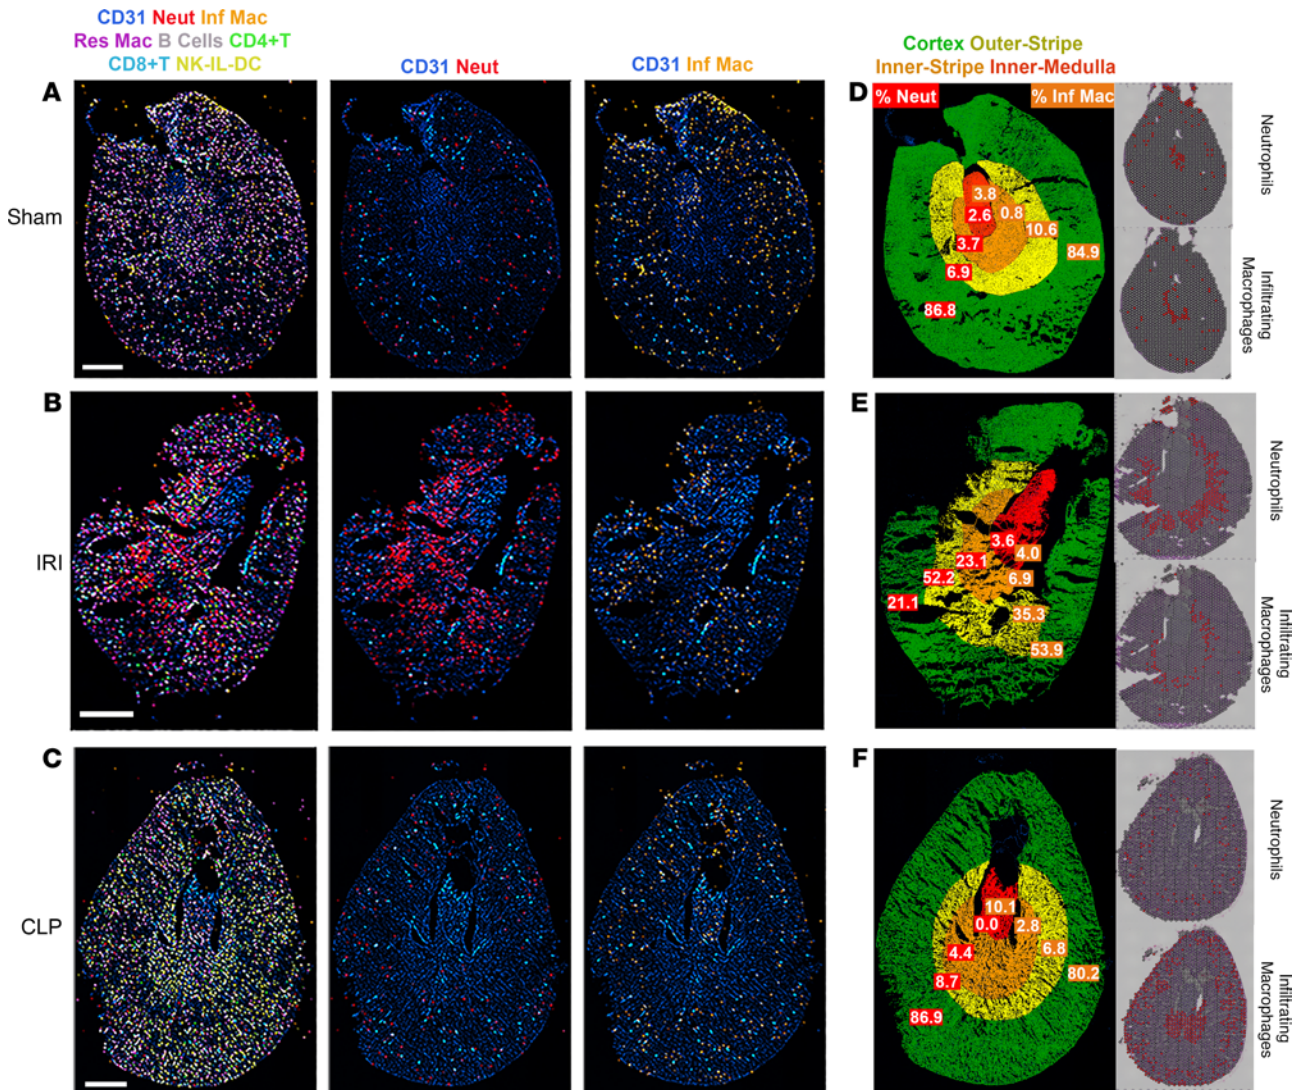 CD31 Neut Inf Mac
Res Mac B Cells CD4+T
CD8+T NK-IL-DC
CD31 Neut
CD31 Inf Mac
Cortex Outer-Stripe
Inner-Stripe Inner-Medulla
A
Sham
D
% Neut
% Inf Mac
3.8
2.6
0.8
3.7
10.6
6.9
84.9
86.8
Neutrophils
Infiltrating
Macrophages
B
IRI
E
3.6
4.0
23.1
52.2
6.9
21.1
35.3
53.9
Neutrophils
Infiltrating
Macrophages
C
CLP
F
10.1
0.0
2.8
4.4
6.8
8.7
80.2
86.9
Neutrophils
Infiltrating
Macrophages